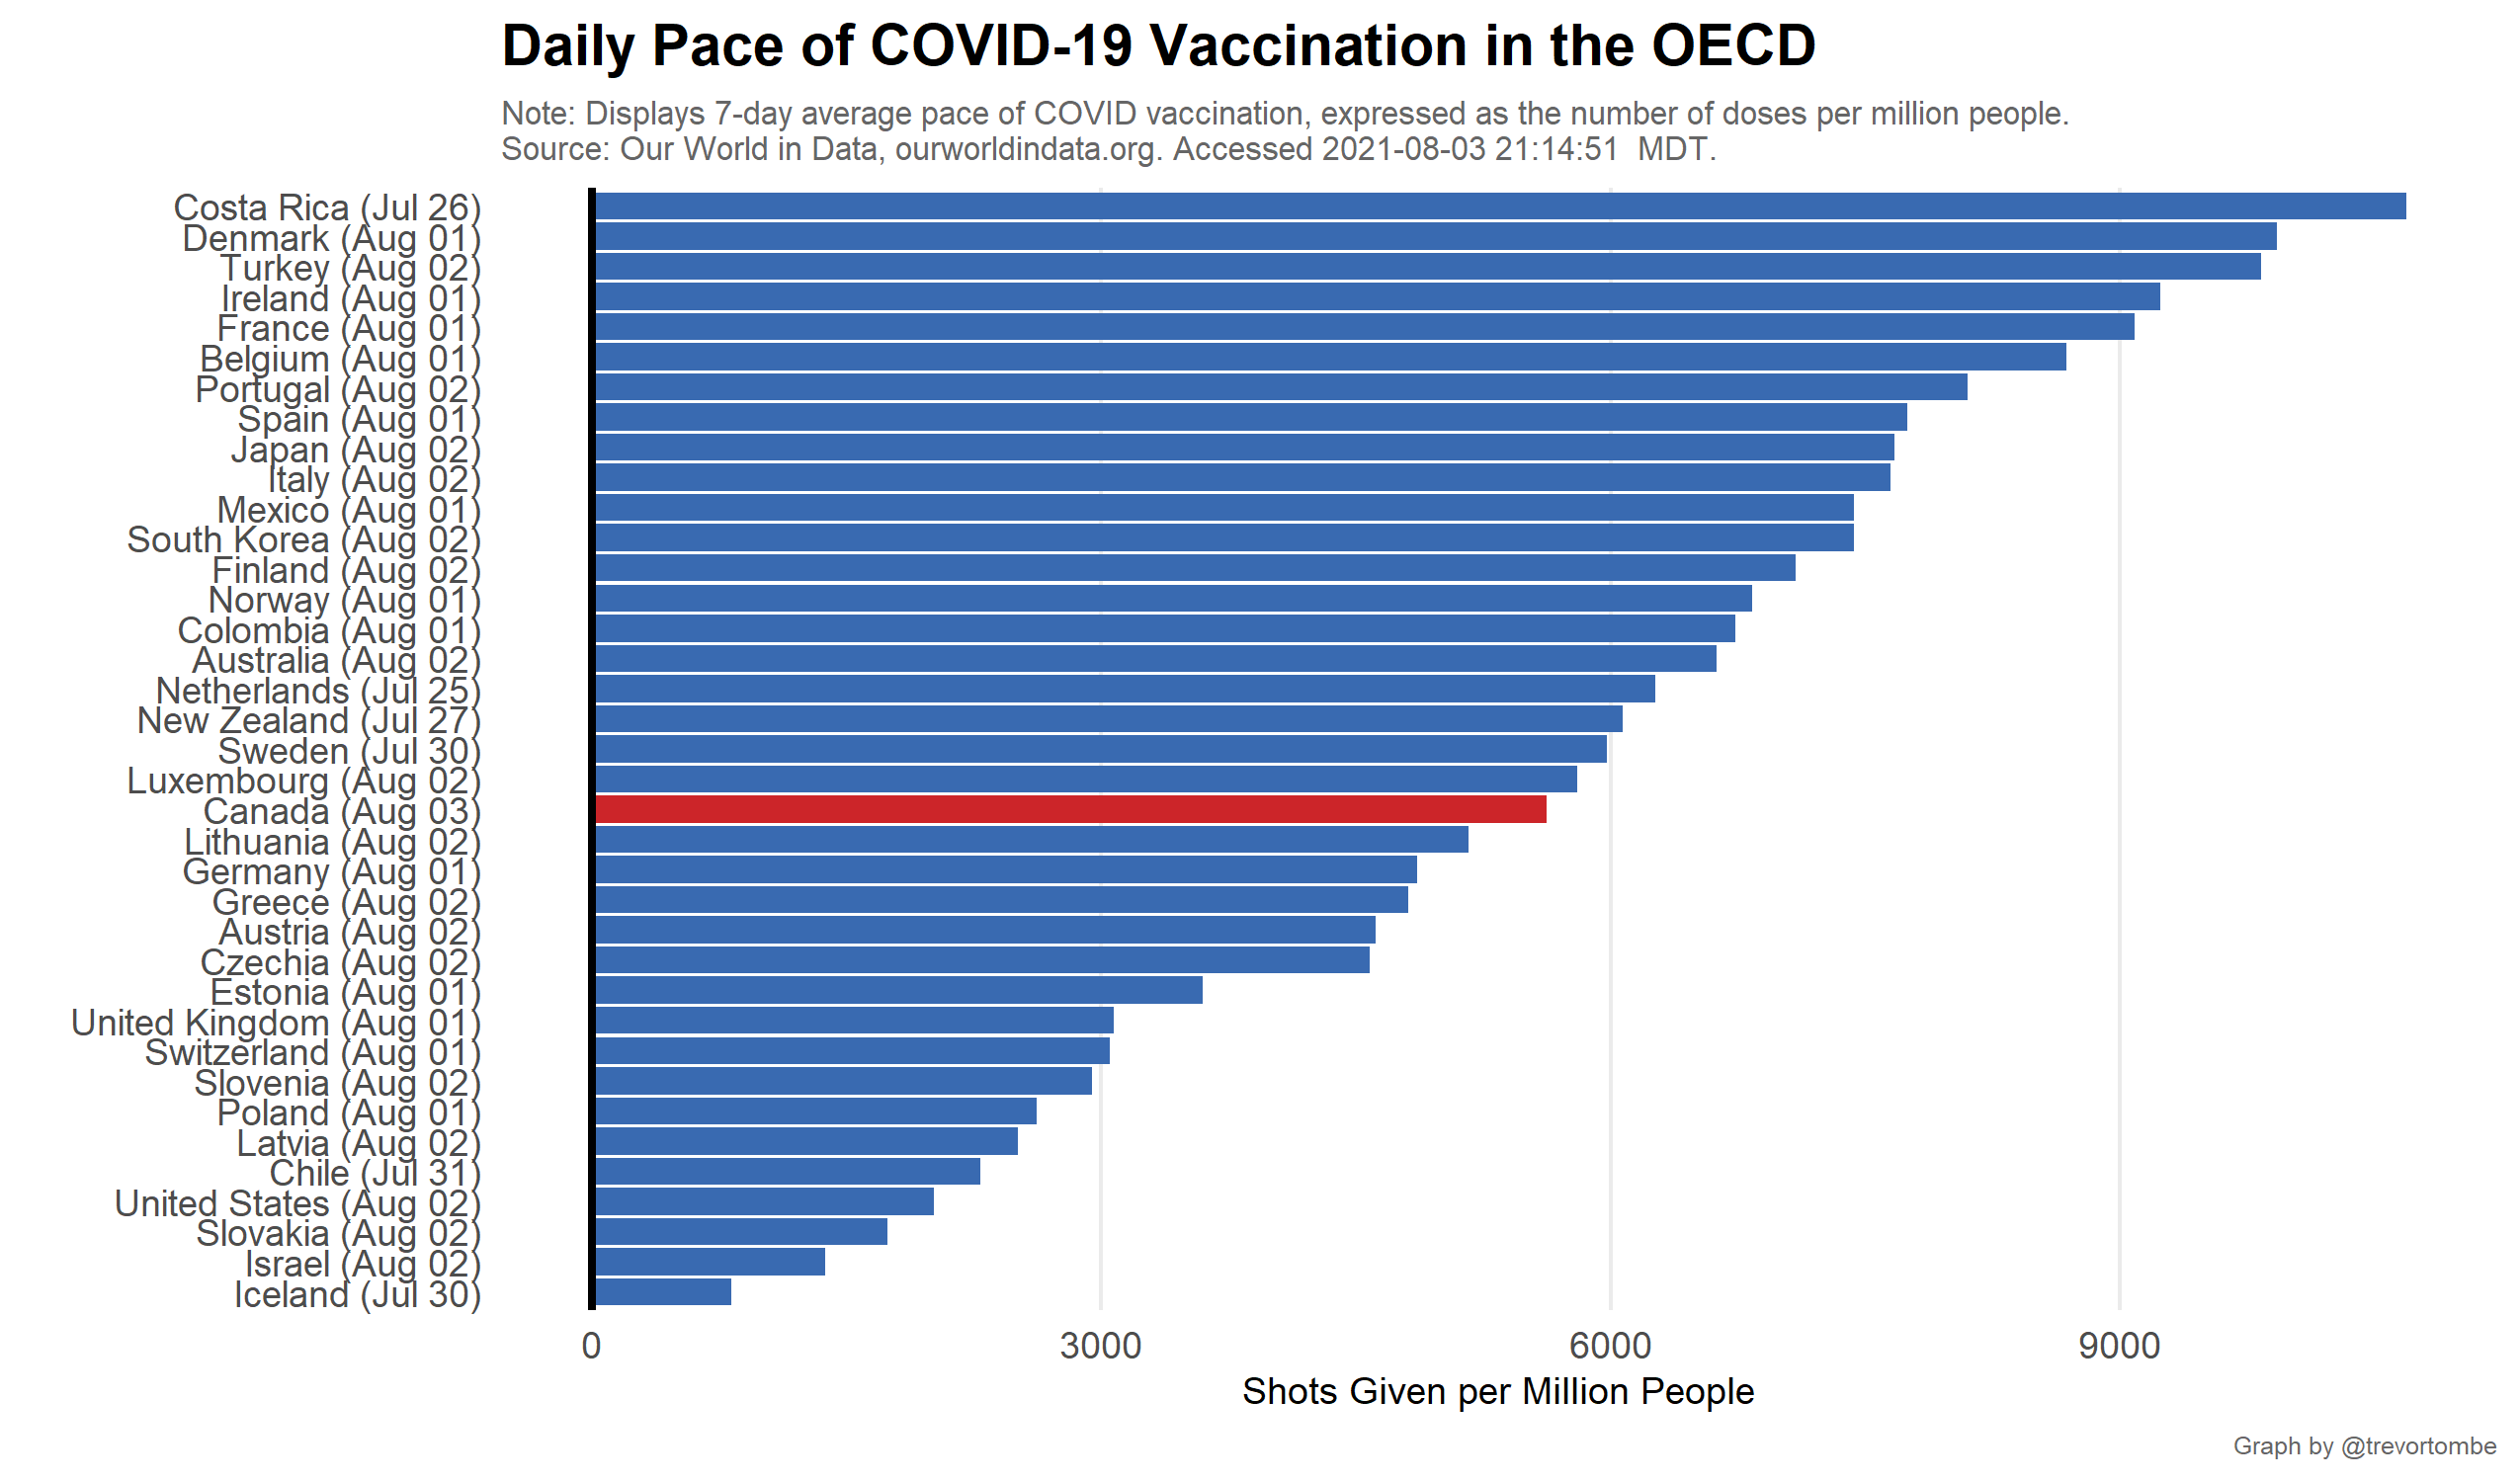 Daily Pace of COVID-19 Vaccination in the OECD
Note: Displays 7-day average pace of COVID vaccination, expressed as the number of doses per million people.
Source: Our World in Data, ourworldindata.org. Accessed 2021-08-03 21:14:51  MDT.
Costa Rica (Jul 26)
Denmark (Aug 01)
Turkey (Aug 02)
Ireland (Aug 01)
France (Aug 01)
Belgium (Aug 01)
Portugal (Aug 02)
Spain (Aug 01)
Japan (Aug 02)
Italy (Aug 02)
Mexico (Aug 01)
South Korea (Aug 02)
Finland (Aug 02)
Norway (Aug 01)
Colombia (Aug 01)
Australia (Aug 02)
Netherlands (Jul 25)
New Zealand (Jul 27)
Sweden (Jul 30)
Luxembourg (Aug 02)
Canada (Aug 03)
Lithuania (Aug 02)
Germany (Aug 01)
Greece (Aug 02)
Austria (Aug 02)
Czechia (Aug 02)
Estonia (Aug 01)
United Kingdom (Aug 01)
Switzerland (Aug 01)
Slovenia (Aug 02)
Poland (Aug 01)
Latvia (Aug 02)
Chile (Jul 31)
United States (Aug 02)
Slovakia (Aug 02)
Israel (Aug 02)
Iceland (Jul 30)
0 3000 6000 9000
Shots Given per Million People
Graph by @trevortombe